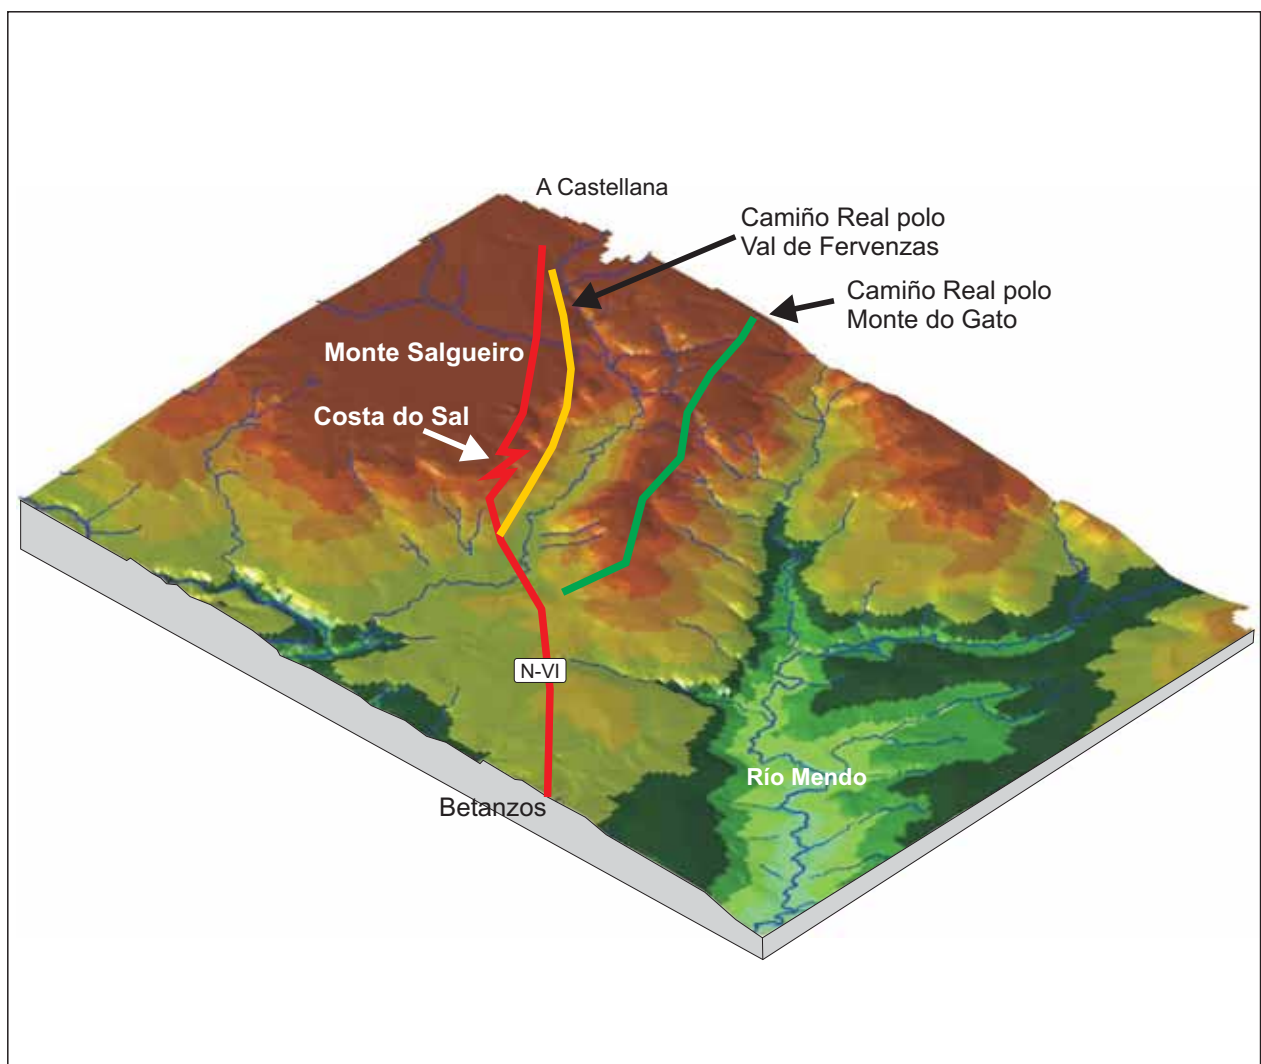 A Castellana
Camiño Real polo
Val de Fervenzas
Camiño Real polo
Monte do Gato
Monte Salgueiro
Costa do Sal
N-VI
Río Mendo
Betanzos